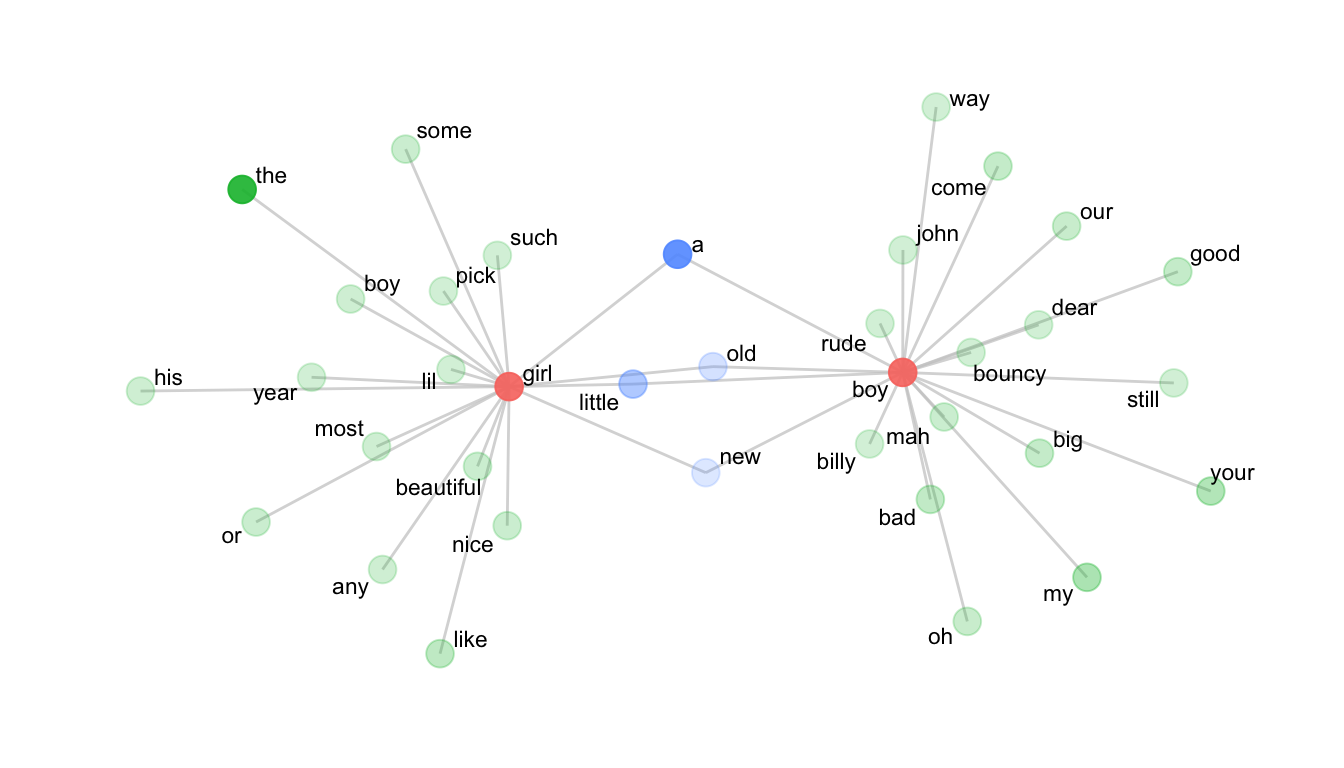 way
some
the
come
our
john
such
a
good
pick
boy
dear
rude
old
girl
bouncy
his
lil
year
little
boy
still
most
mah
big
new
billy
your
beautiful
bad
or
nice
any
my
like
oh